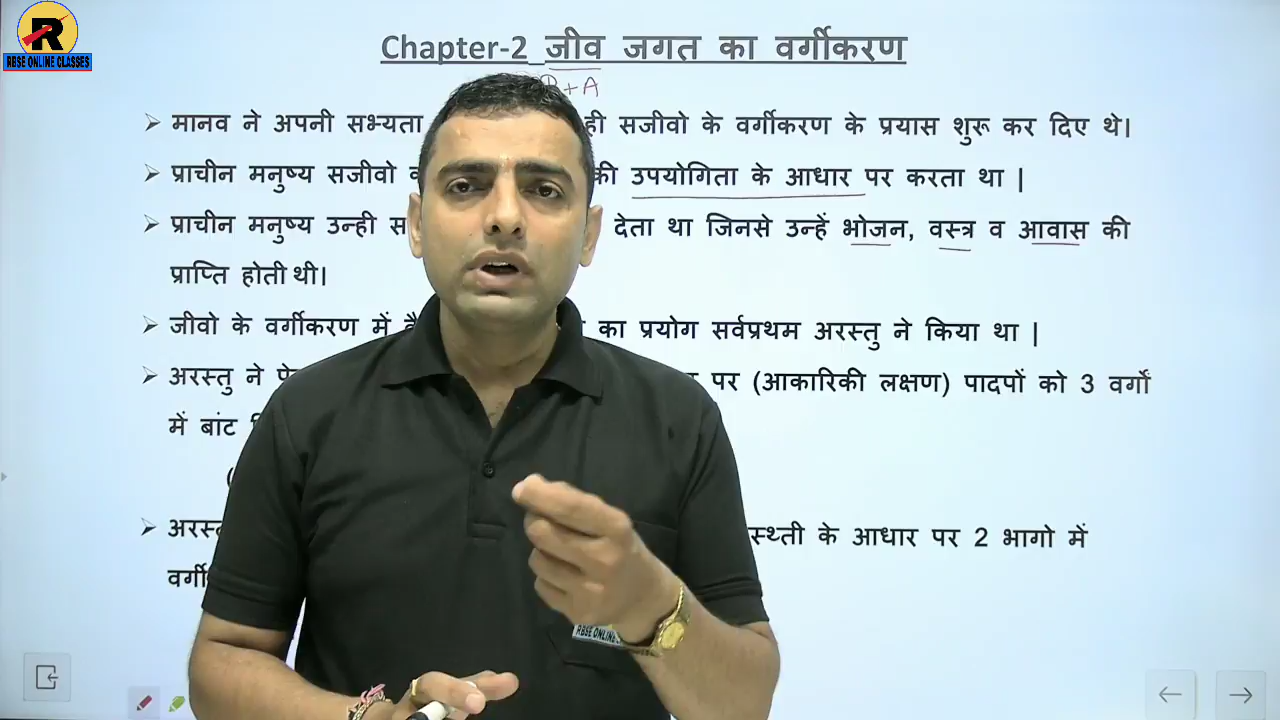 R
RBSE ONLINE CLASSES
Chapter-2 जीव जगत का वर्गीकरण
+ A
मानव ने अपनी सभ्यता ही सजीवो के वर्गीकरण के प्रयास शुरू कर दिए थे।
प्राचीन मनुष्य सजीवो की उपयोगिता के आधार पर करता था |
प्राचीन मनुष्य उन्ही देता था जिनसे उन्हें भोजन, वस्त्र व आवास की
प्राप्ति होती थी।
जीवो के वर्गीकरण में का प्रयोग सर्वप्रथम अरस्तु ने किया था |
अरस्तु ने पर (आकारिकी लक्षण) पादपों को 3 वर्गों
में बांट
के आधार पर 2 भागो में
RBSE ONLINE